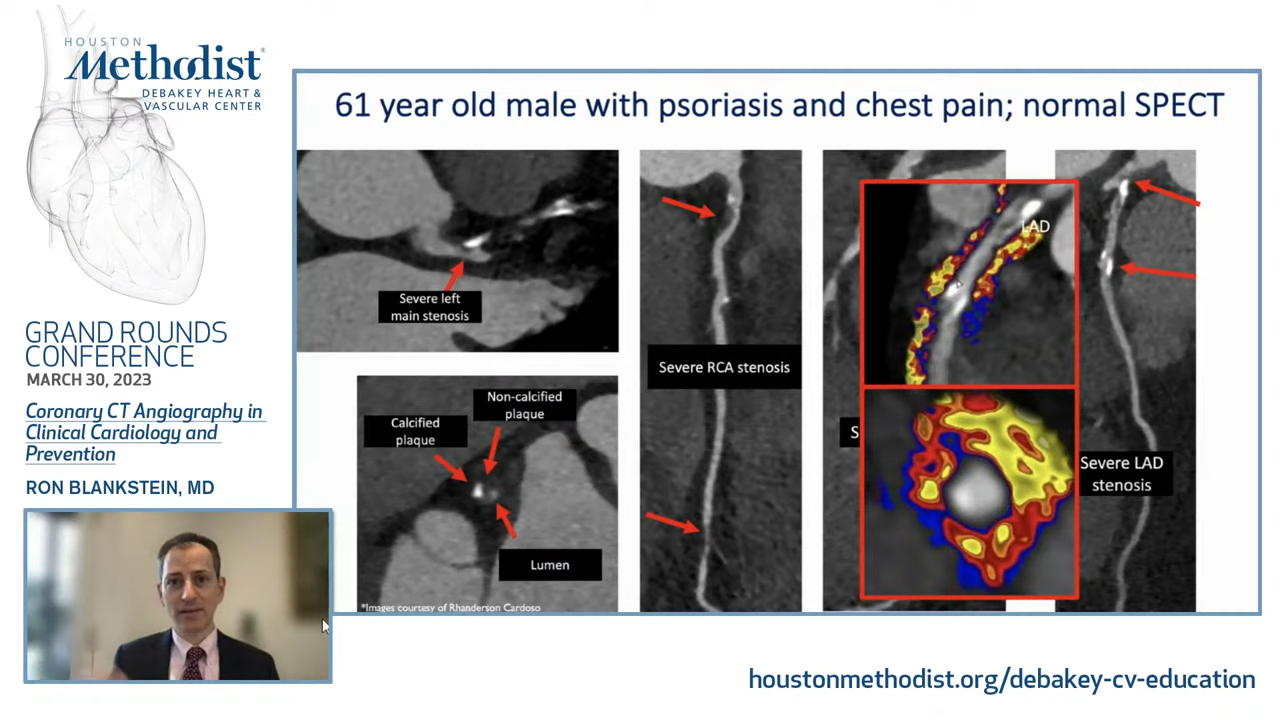 HOUSTON
Methodist®
DEBAKEY HEART &
VASCULAR CENTER
GRAND ROUNDS
CONFERENCE
MARCH 30, 2023
Coronary CT Angiography in
Clinical Cardiology and
Prevention
RON BLANKSTEIN, MD
61 year old male with psoriasis and chest pain; normal SPECT
Severe left
main stenosis
Non-calcified
plaque
Calcified
plaque
Lumen
*Images courtesy of Rhanderson Cardoso
Severe RCA stenosis
LAD
S
Severe LAD
stenosis
houstonmethodist.org/debakey-cv-education